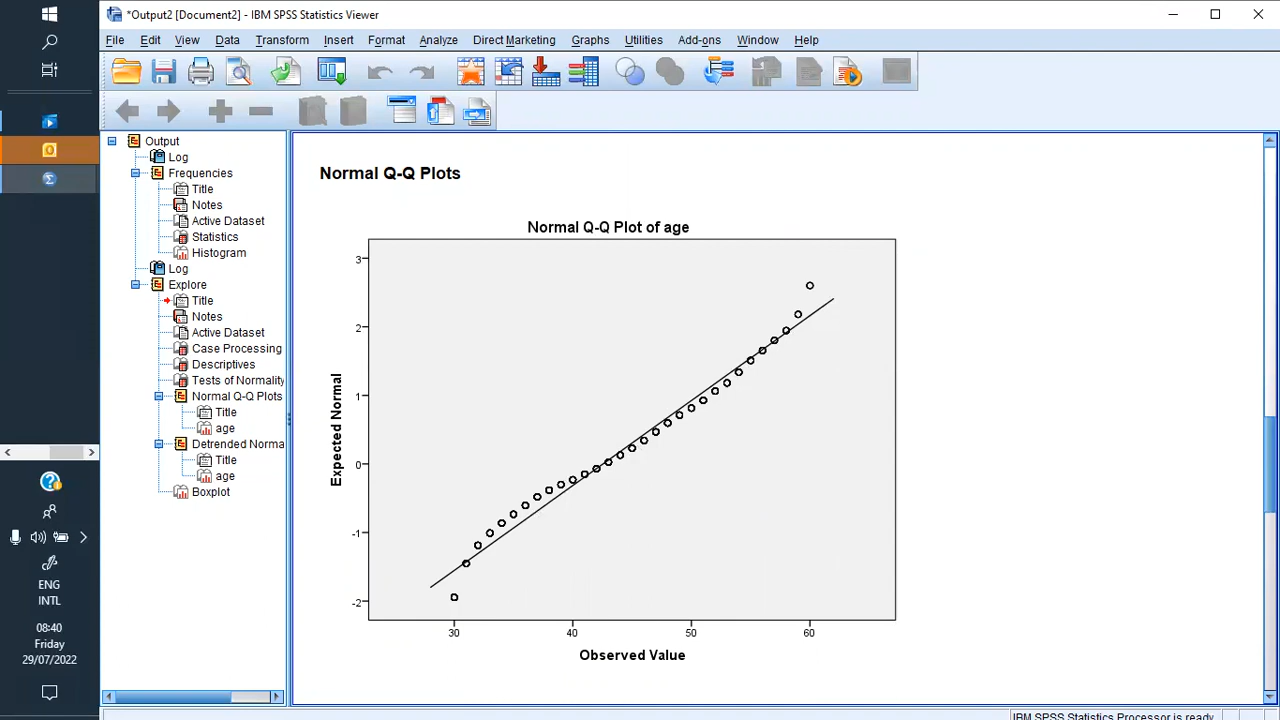 *Output2 [Document2] - IBM SPSS Statistics Viewer
File Edit View Data Transform Insert Format Analyze Direct Marketing Graphs Utilities Add-ons Window Help
Output
Log
Frequencies
Title
Notes
Active Dataset
Statistics
Histogram
Log
Explore
Title
Notes
Active Dataset
Case Processing
Descriptives
Tests of Normality
Normal Q-Q Plots
Title
age
Detrended Norma
Title
age
Boxplot
Normal Q-Q Plots
Normal Q-Q Plot of age
3
2
1
0
-1
-2
Expected Normal
30 40 50 60
Observed Value
ENG
INTL
08:40
Friday
29/07/2022
IBM SPSS Statistics Processor is ready